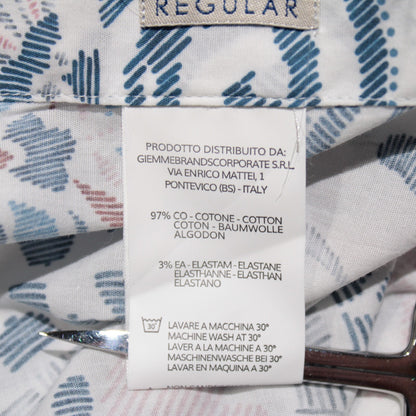 REGULAR
PRODOTTO DISTRIBUITO DA:
GIEMMEBRANDSCORPORATE S.R.L.
VIA ENRICO MATTEI, 1
PONTEVICO (BS) - ITALY
97% CO - COTONE - COTTON
COTON - BAUMWOLLE
ALGODON
3% EA - ELASTAM - ELASTANE
ELASTHANNE - ELASTHAN
ELASTANO
30°
LAVARE A MACCHINA 30°
MACHINE WASH AT 30°
LAVER A LA MACHINE A 30°
MASCHINENWASCHE BEI 30°
LAVAR EN MAQUINA A 30°